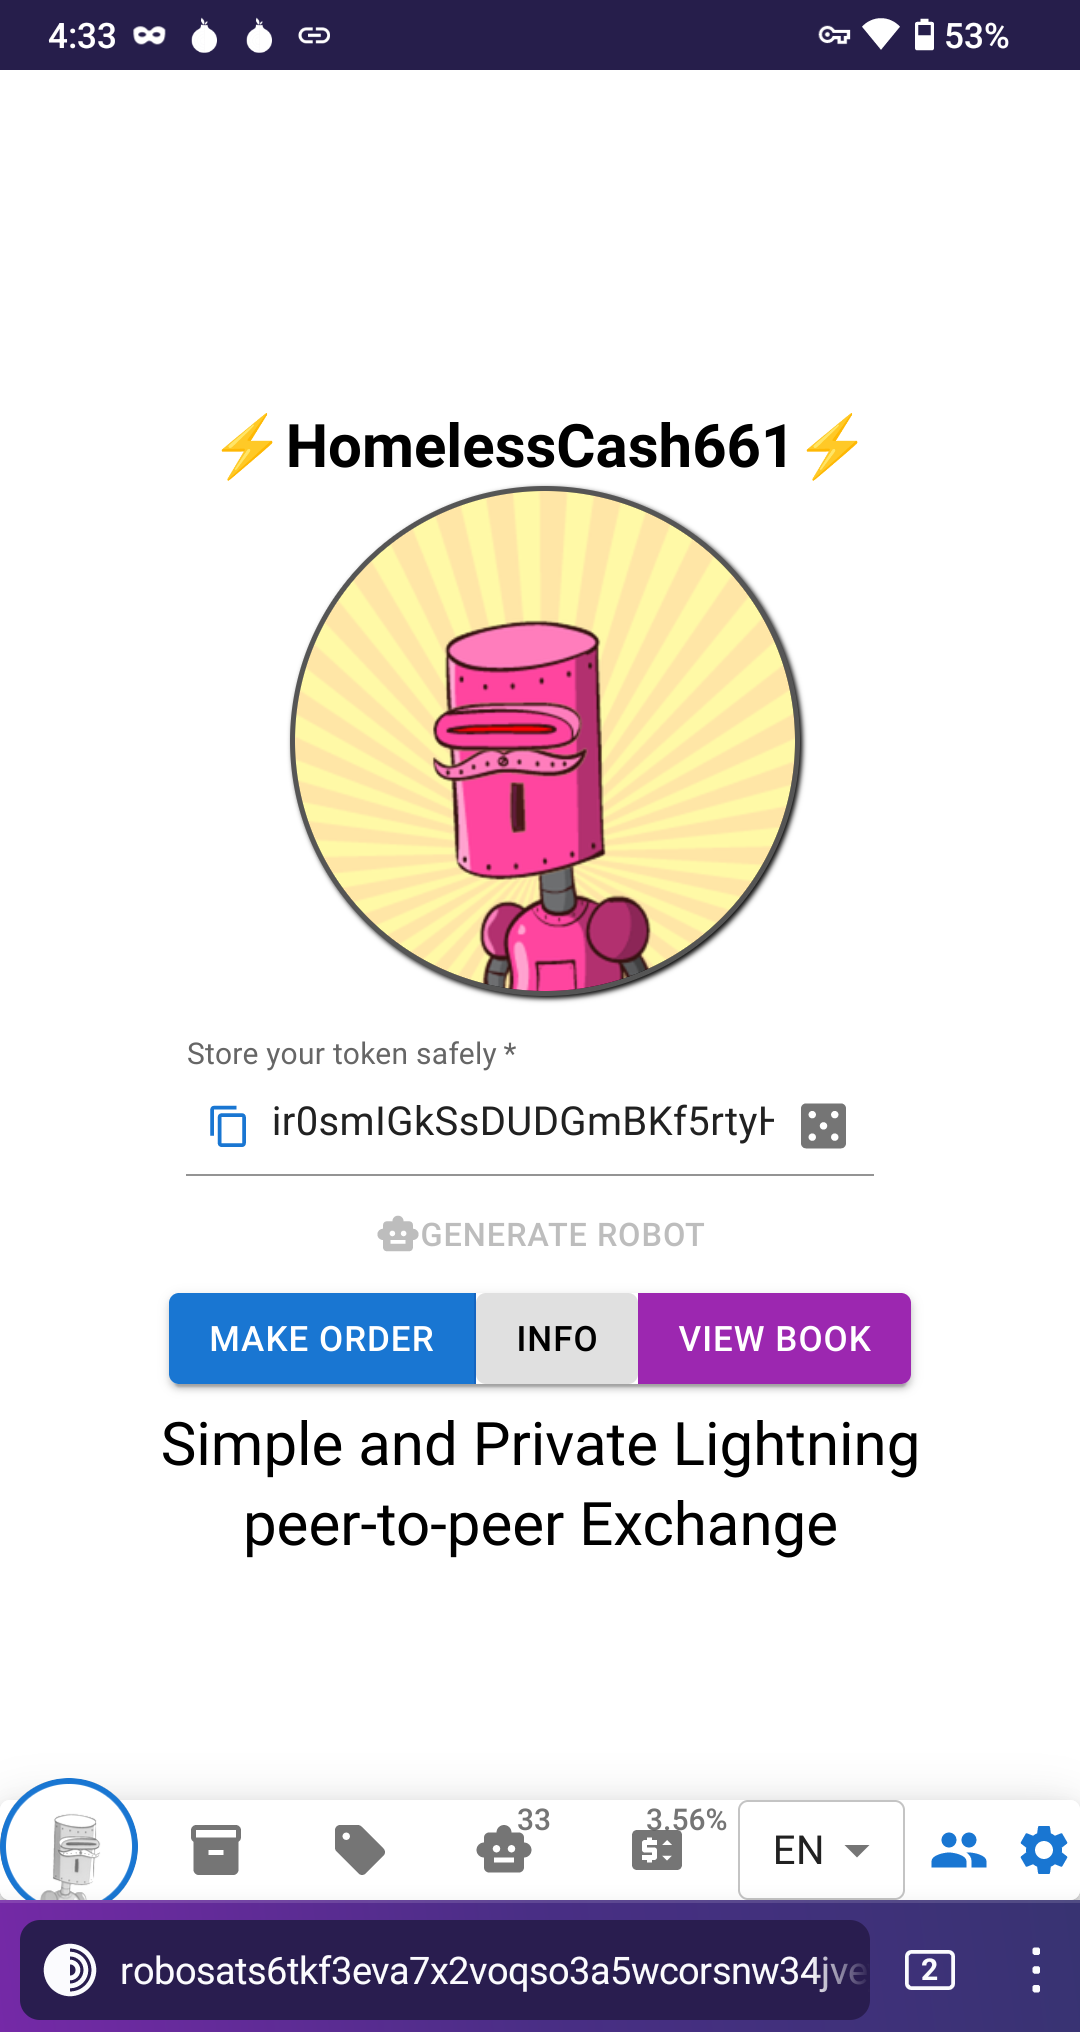 4:33
53%
⚡HomelessCash661⚡
Store your token safely *
ir0smIGkSsDUDGmBKf5rty
GENERATE ROBOT
MAKE ORDER
INFO
VIEW BOOK
Simple and Private Lightning
peer-to-peer Exchange
33
3.56%
EN
robosats6tkf3eva7x2voqso3a5wcorsnw34jve
2